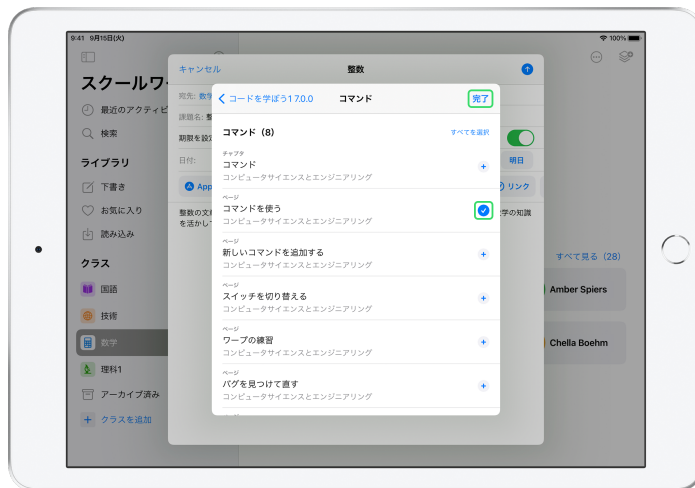 9:41 9月15日(火)
100%
スクールワ
最近のアクティビ
検索
ライブラリ
下書き
お気に入り
読み込み
クラス
国語
技術
数学
理科1
アーカイブ済み
クラスを追加
キャンセル
整数
宛先: 数学
課題名: 整
期限を設定
日付:
明日
App
リンク
整数の文
学の知識
を活かし
すべて見る（28）
Amber Spiers
Chella Boehm
コードを学ぼう1 7.0.0
コマンド
完了
コマンド（8）
すべてを選択
チャプタ
コマンド
コンピュータサイエンスとエンジニアリング
ページ
コマンドを使う
コンピュータサイエンスとエンジニアリング
ページ
新しいコマンドを追加する
コンピュータサイエンスとエンジニアリング
ページ
スイッチを切り替える
コンピュータサイエンスとエンジニアリング
ページ
ワープの練習
コンピュータサイエンスとエンジニアリング
ページ
バグを見つけて直す
コンピュータサイエンスとエンジニアリング